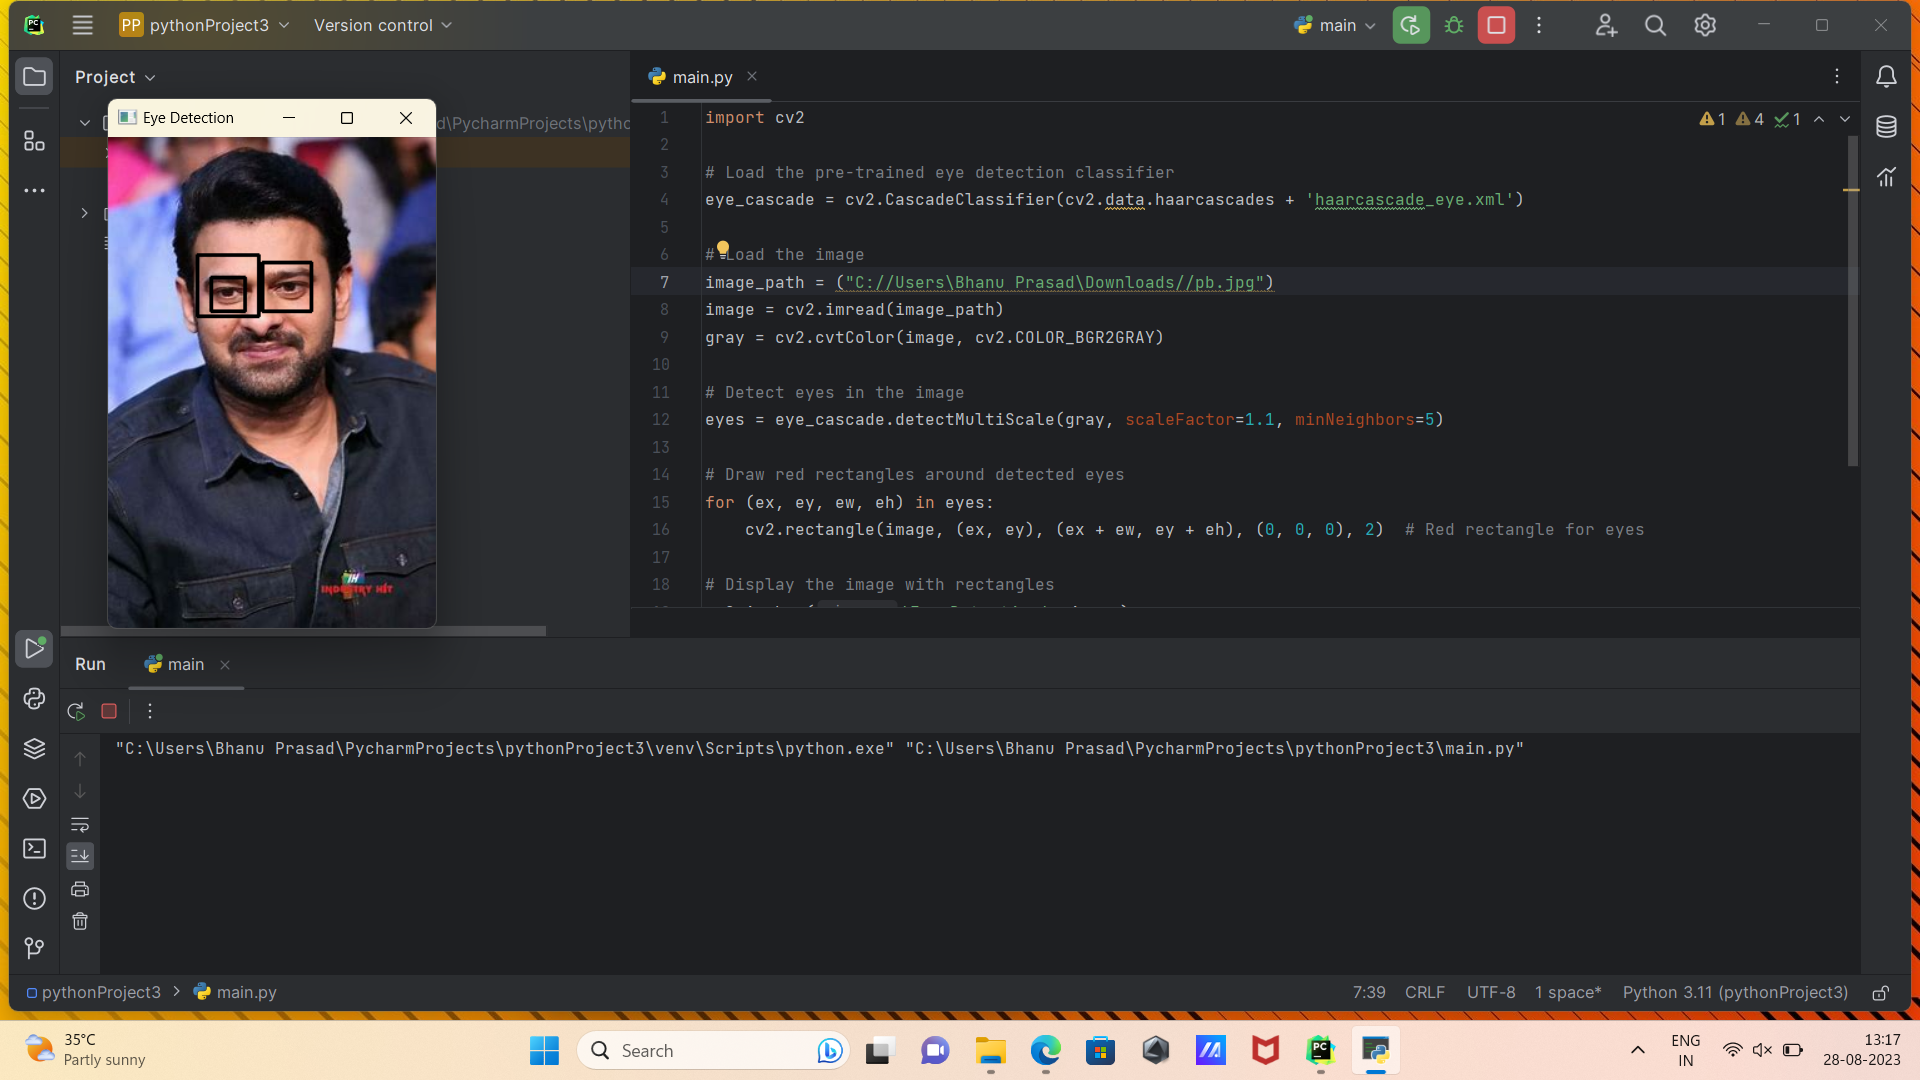 PC
PP pythonProject3
Version control
main
Project
main.py
Eye Detection
d\PycharmProjects\pytho
1 import cv2
1 4 1
2
3 # Load the pre-trained eye detection classifier
4 eye_cascade = cv2.CascadeClassifier(cv2.data.haarcascades + 'haarcascade_eye.xml')
5
6 # Load the image
7 image_path = ("C://Users\Bhanu Prasad\Downloads//pb.jpg")
8 image = cv2.imread(image_path)
9 gray = cv2.cvtColor(image, cv2.COLOR_BGR2GRAY)
10
11 # Detect eyes in the image
12 eyes = eye_cascade.detectMultiScale(gray, scaleFactor=1.1, minNeighbors=5)
13
14 # Draw red rectangles around detected eyes
15 for (ex, ey, ew, eh) in eyes:
16 cv2.rectangle(image, (ex, ey), (ex + ew, ey + eh), (0, 0, 0), 2) # Red rectangle for eyes
17
18 # Display the image with rectangles
IH
INDUSTRY HIT
Run
main
"C:\Users\Bhanu Prasad\PycharmProjects\pythonProject3\venv\Scripts\python.exe" "C:\Users\Bhanu Prasad\PycharmProjects\pythonProject3\main.py"
pythonProject3 > main.py
7:39 CRLF UTF-8 1 space* Python 3.11 (pythonProject3)
35°C
Partly sunny
Search
PC
ENG
IN
13:17
28-08-2023